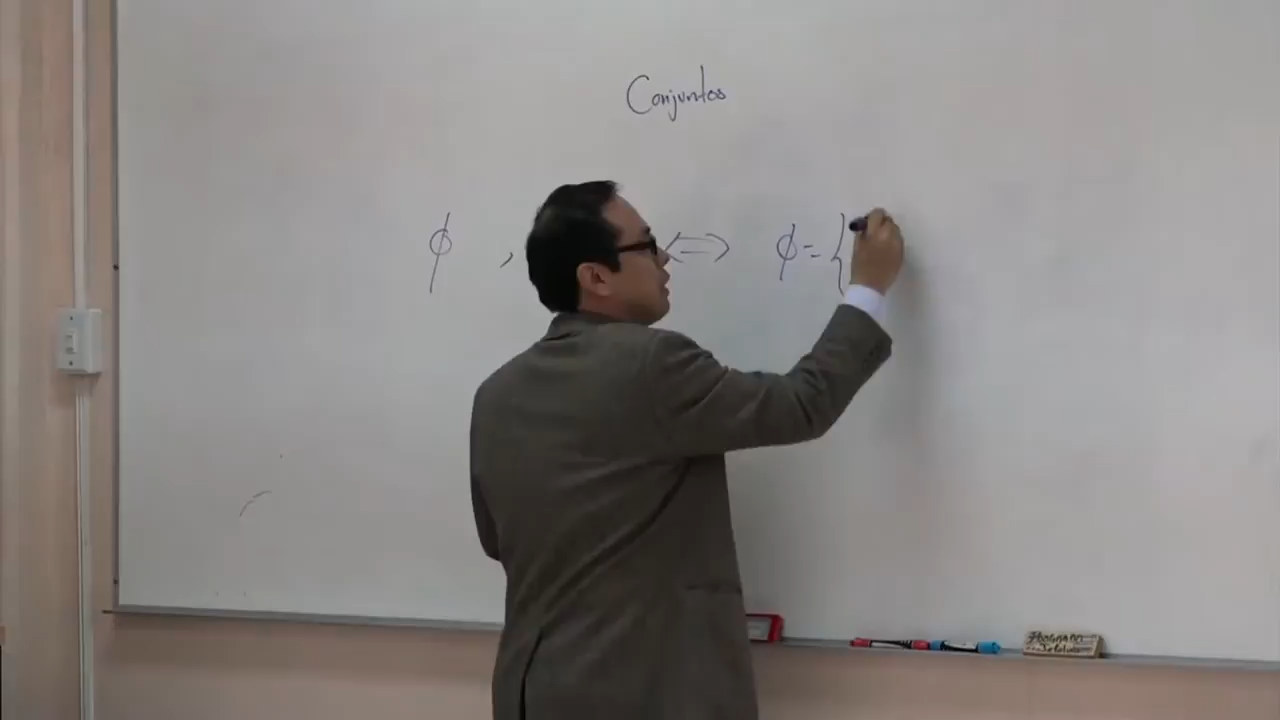 Conjuntos
ϕ , ⇔ ϕ = {